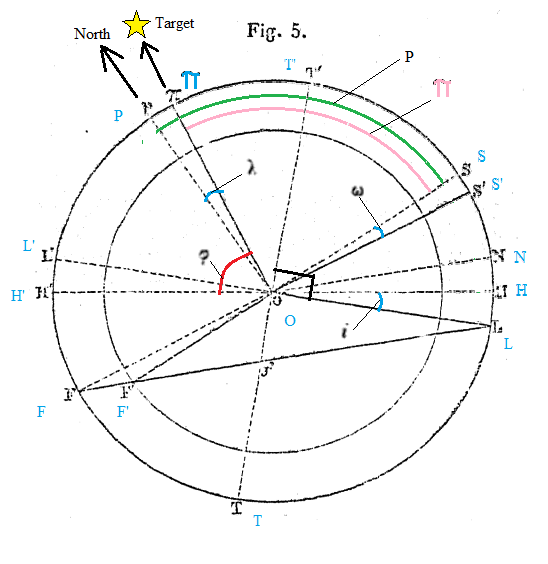 Fig. 5.
North
Target
T'
T'
P
P
P
π
π
π
λ
S
S
ω
S'
S'
φ
L'
L'
N
N
H'
H'
O
O
H
H
i
L
L
J'
F
F
F'
F'
T
T